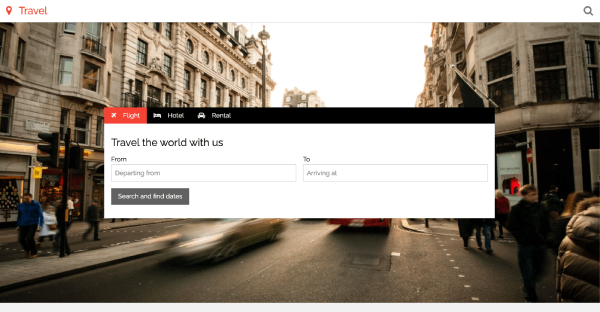 Travel
Flight Hotel Rental
Travel the world with us
From To
Departing from Arriving at
Search and find dates